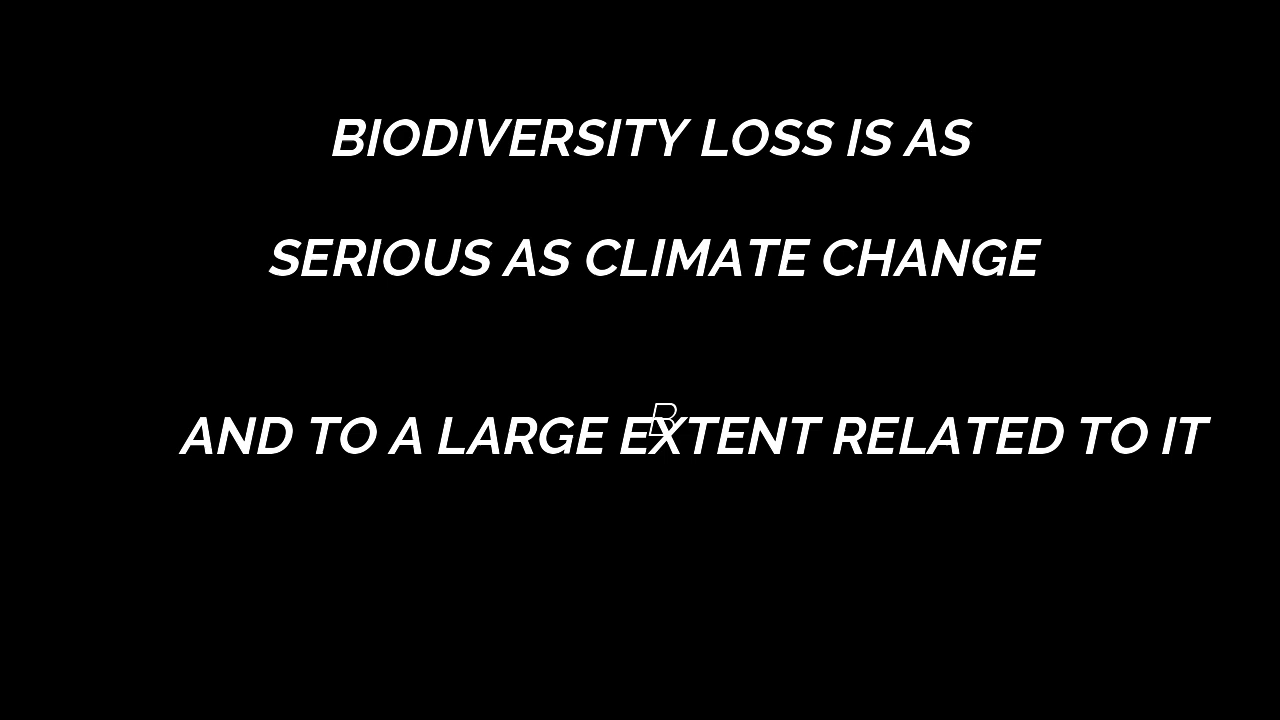 BIODIVERSITY LOSS IS AS
SERIOUS AS CLIMATE CHANGE
B
AND TO A LARGE EXTENT RELATED TO IT